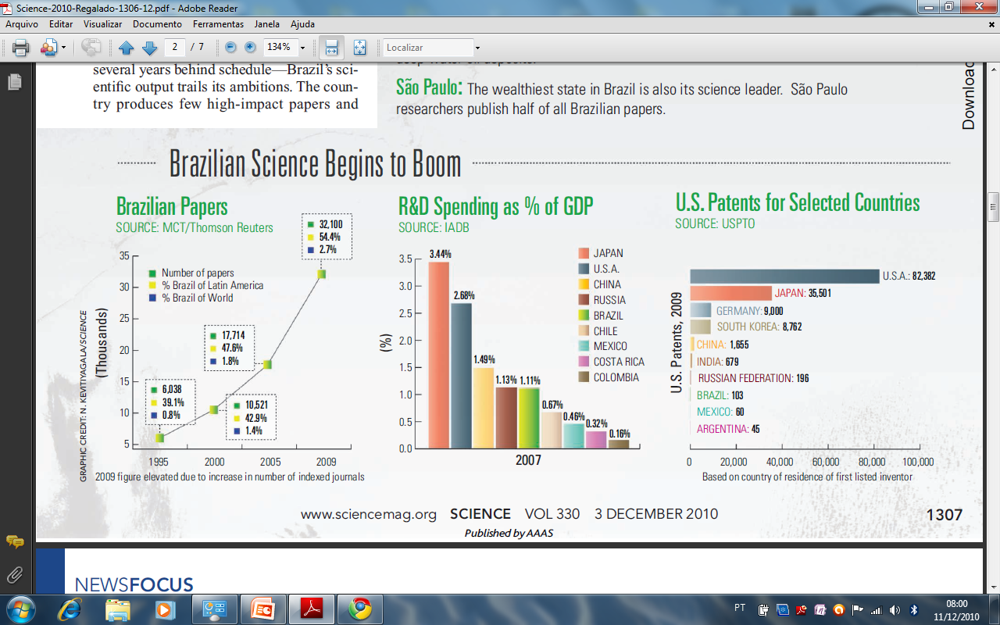 Science-2010-Regalado-1306-12.pdf - Adobe Reader
Arquivo Editar Visualizar Documento Ferramentas Janela Ajuda
2 / 7 134% Localizar
several years behind schedule—Brazil's sci-
entific output trails its ambitions. The coun-
try produces few high-impact papers and
São Paulo: The wealthiest state in Brazil is also its science leader. São Paulo
researchers publish half of all Brazilian papers.
Brazilian Science Begins to Boom
Brazilian Papers
SOURCE: MCT/Thomson Reuters
32,100
54.4%
2.7%
Number of papers
% Brazil of Latin America
% Brazil of World
17,714
47.6%
1.8%
6,038
39.1%
0.8%
10,521
42.9%
1.4%
(Thousands)
35
30
25
20
15
10
5
1995 2000 2005 2009
2009 figure elevated due to increase in number of indexed journals
GRAPHIC CREDIT: N. KEVITIYAGALA/SCIENCE
R&D Spending as % of GDP
SOURCE: IADB
(%)
3.5
3.0
2.5
2.0
1.5
1.0
0.5
0.0
3.44%
2.68%
1.49%
1.13%
1.11%
0.67%
0.46%
0.32%
0.16%
JAPAN
U.S.A.
CHINA
RUSSIA
BRAZIL
CHILE
MEXICO
COSTA RICA
COLOMBIA
2007
U.S. Patents for Selected Countries
SOURCE: USPTO
U.S. Patents, 2009
U.S.A.: 82,382
JAPAN: 35,501
GERMANY: 9,000
SOUTH KOREA: 8,762
CHINA: 1,655
INDIA: 679
RUSSIAN FEDERATION: 196
BRAZIL: 103
MEXICO: 60
ARGENTINA: 45
0 20,000 40,000 60,000 80,000 100,000
Based on country of residence of first listed inventor
www.sciencemag.org SCIENCE VOL 330 3 DECEMBER 2010 1307
Published by AAAS
NEWSFOCUS
PT
08:00
11/12/2010